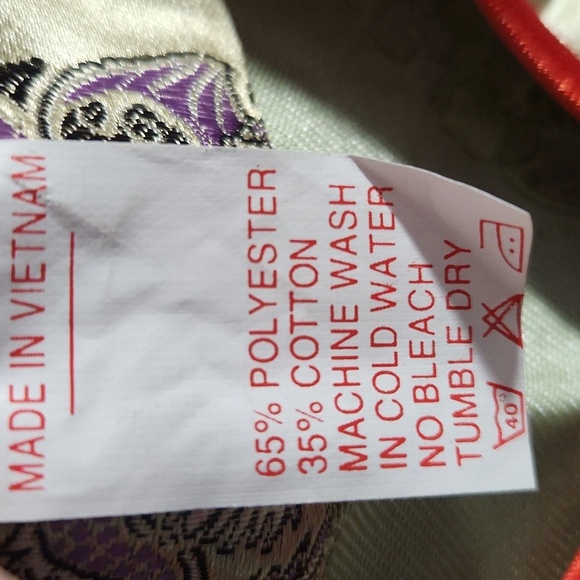 MADE IN VIETNAM
65% POLYESTER
35% COTTON
MACHINE WASH
IN COLD WATER
NO BLEACH
TUMBLE DRY
40°